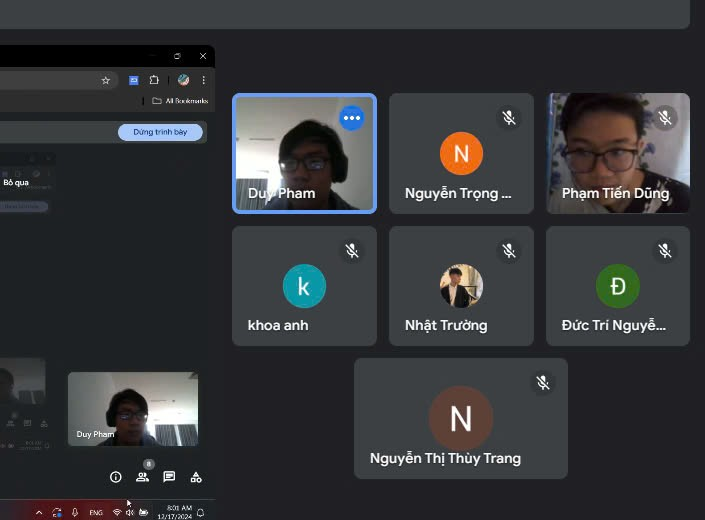 All Bookmarks
Dừng trình bày
Bỏ qua
Duy Pham
Nguyễn Trọng ...
Phạm Tiến Dũng
k
khoa anh
Nhật Trường
Đ
Đức Trí Nguyễ...
N
N
Nguyễn Thị Thùy Trang
Duy Pham
8
ENG
8:01 AM
12/17/2024